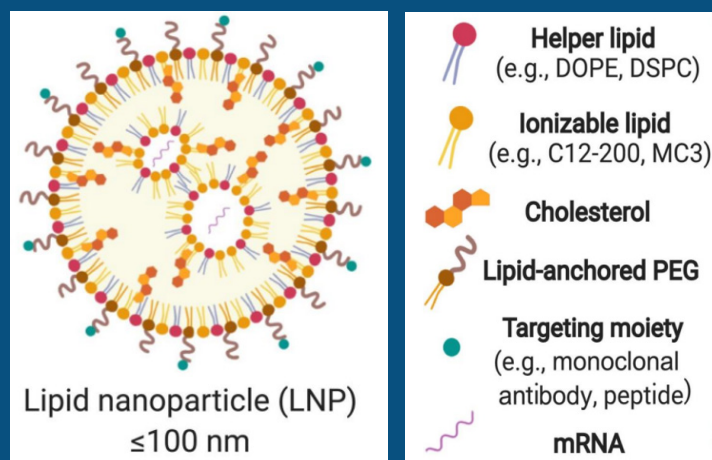 Lipid nanoparticle (LNP)
≤100 nm
Helper lipid
(e.g., DOPE, DSPC)
Ionizable lipid
(e.g., C12-200, MC3)
Cholesterol
Lipid-anchored PEG
Targeting moiety
(e.g., monoclonal
antibody, peptide)
mRNA